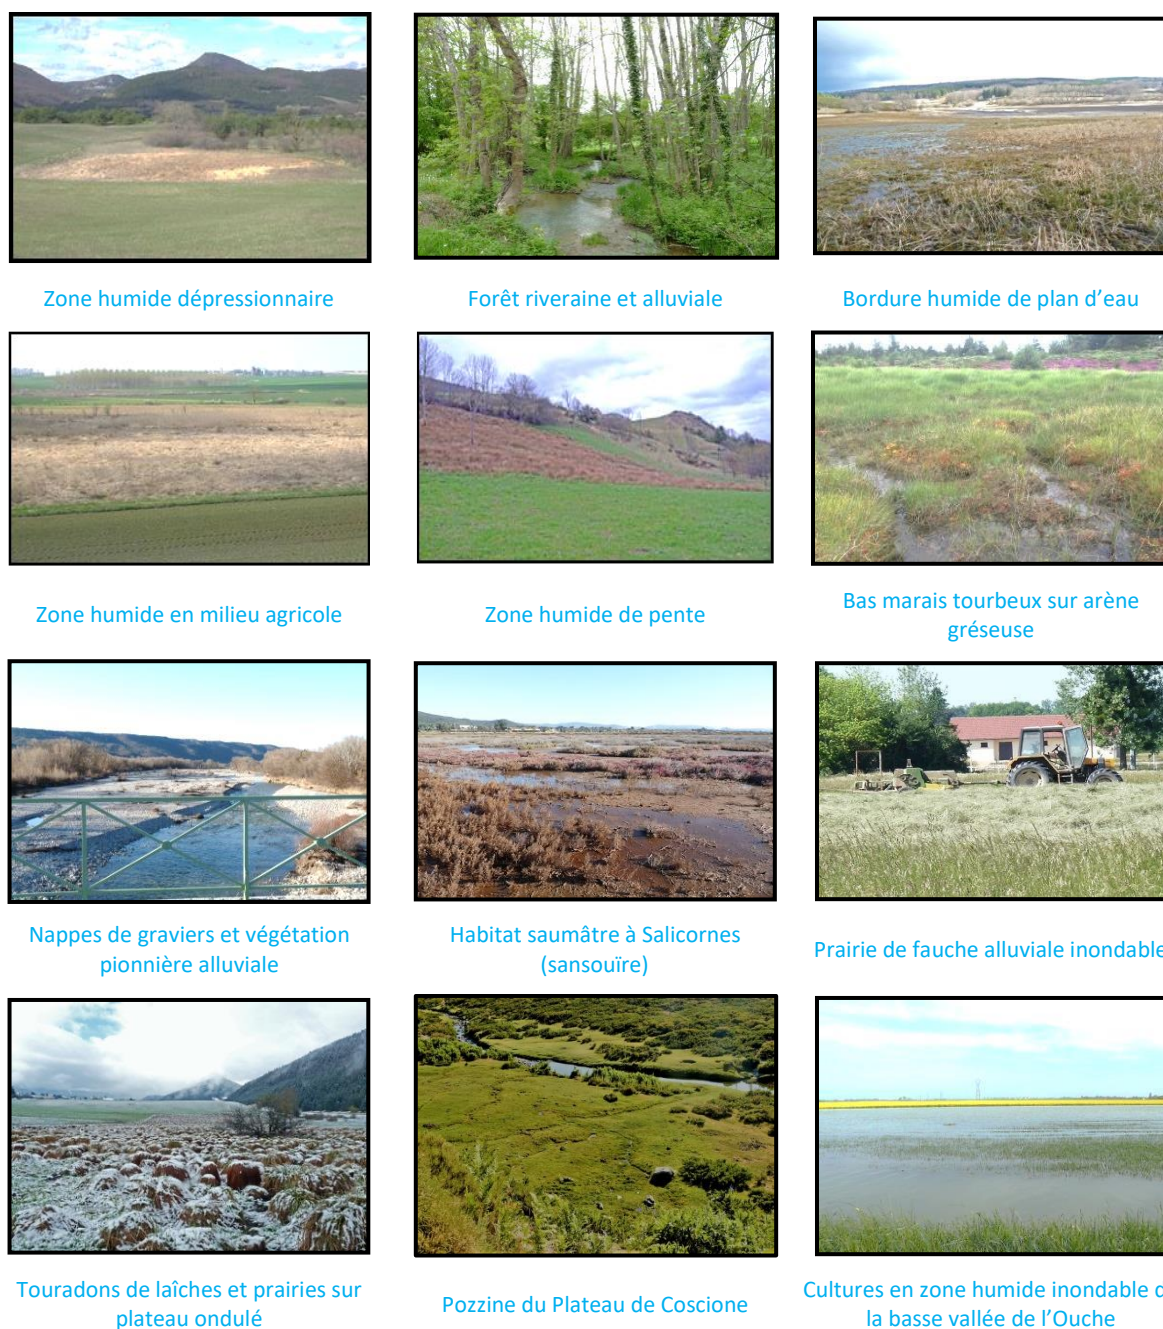 Zone humide dépressionnaire
Forêt riveraine et alluviale
Bordure humide de plan d’eau
Zone humide en milieu agricole
Zone humide de pente
Bas marais tourbeux sur arène
gréseuse
Nappes de graviers et végétation
pionnière alluviale
Habitat saumâtre à Salicornes
(sansouïre)
Prairie de fauche alluviale inondable
Touradons de laîches et prairies sur
plateau ondulé
Pozzine du Plateau de Coscione
Cultures en zone humide inondable
la basse vallée de l’Ouche